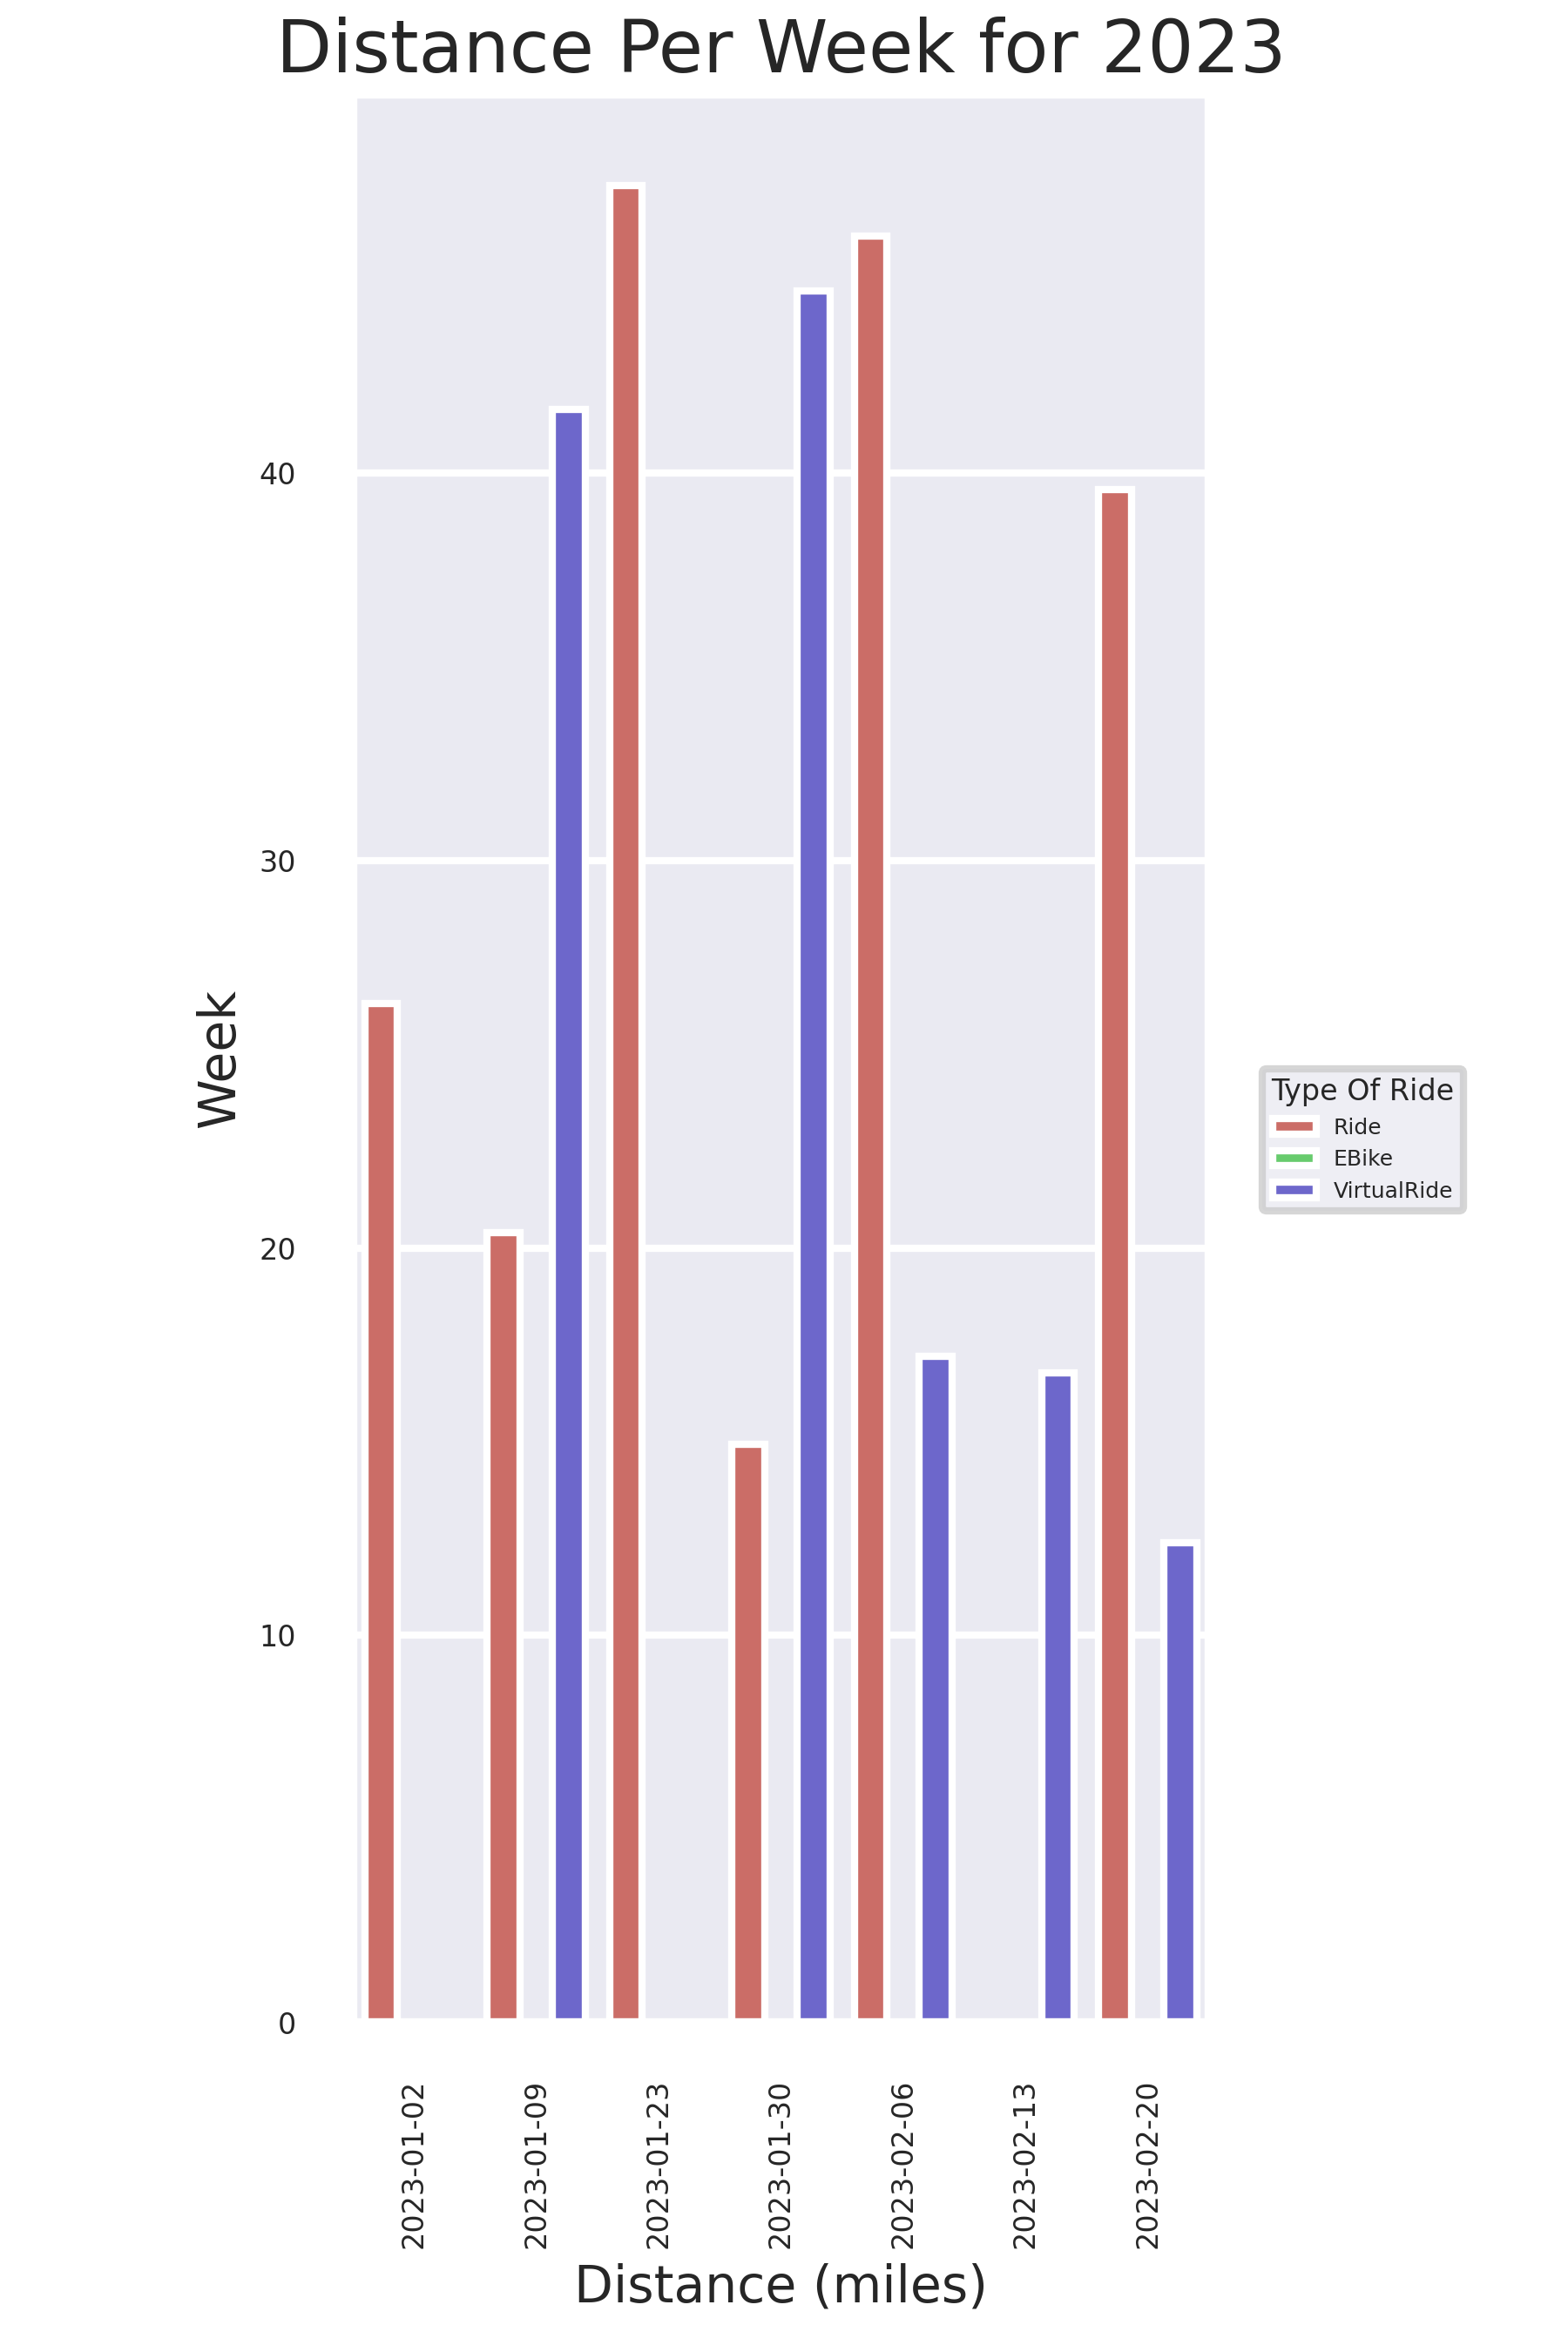 Distance Per Week for 2023
Week
40
30
20
10
0
Type Of Ride
Ride
EBike
VirtualRide
2023-01-02
2023-01-09
2023-01-23
2023-01-30
2023-02-06
2023-02-13
2023-02-20
Distance (miles)